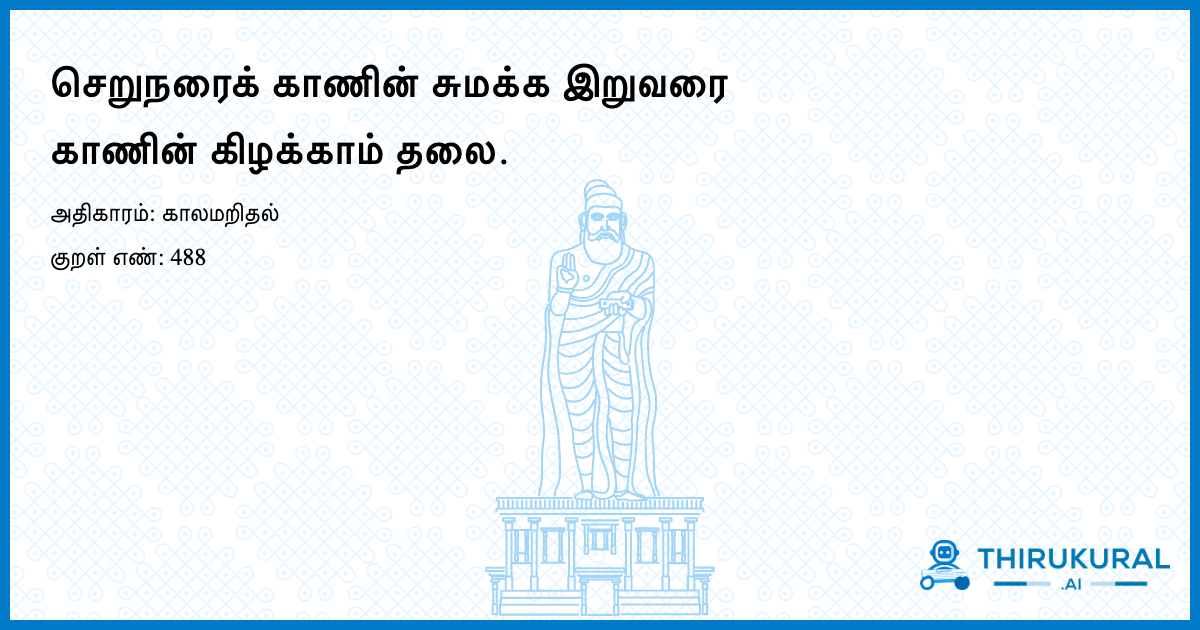 செறுநரைக் காணின் சுமக்க இறுவரை
காணின் கிழக்காம் தலை.
அதிகாரம்: காலமறிதல்
குறள் எண்: 488
THIRUKURAL
.AI